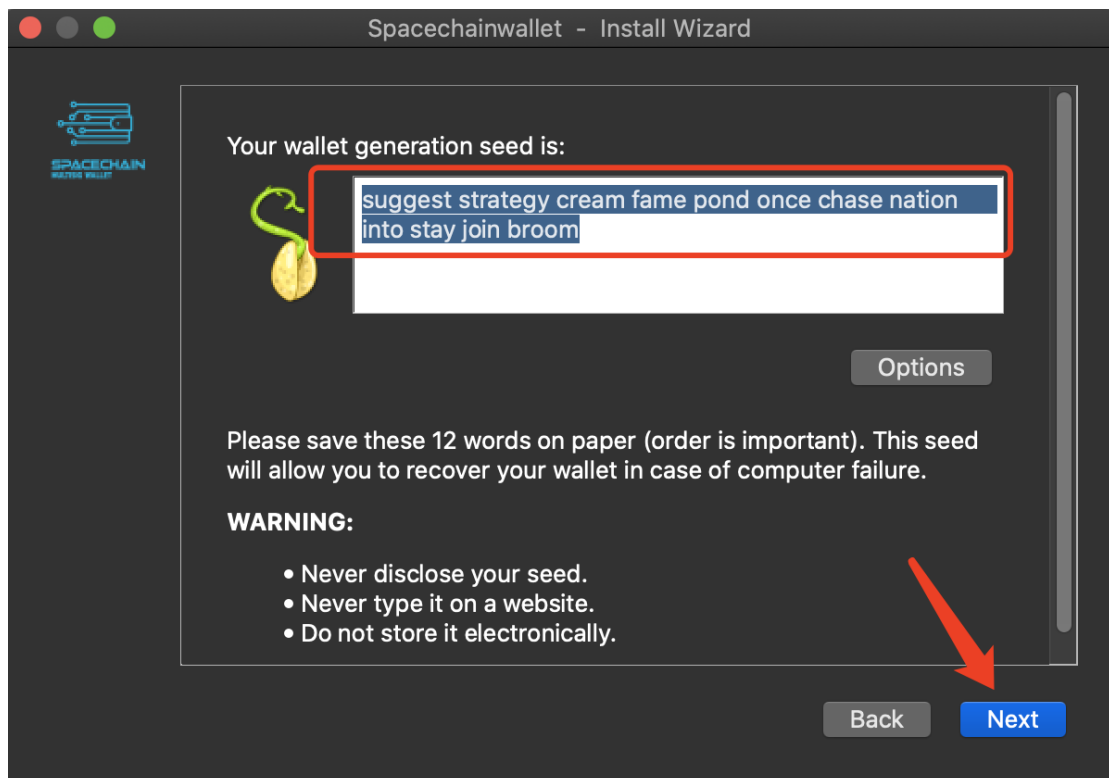 Spacechainwallet - Install Wizard
SPACECHAIN
MULTISIG WALLET
Your wallet generation seed is:
suggest strategy cream fame pond once chase nation
into stay join broom
Options
Please save these 12 words on paper (order is important). This seed
will allow you to recover your wallet in case of computer failure.
WARNING:
• Never disclose your seed.
• Never type it on a website.
• Do not store it electronically.
Back
Next